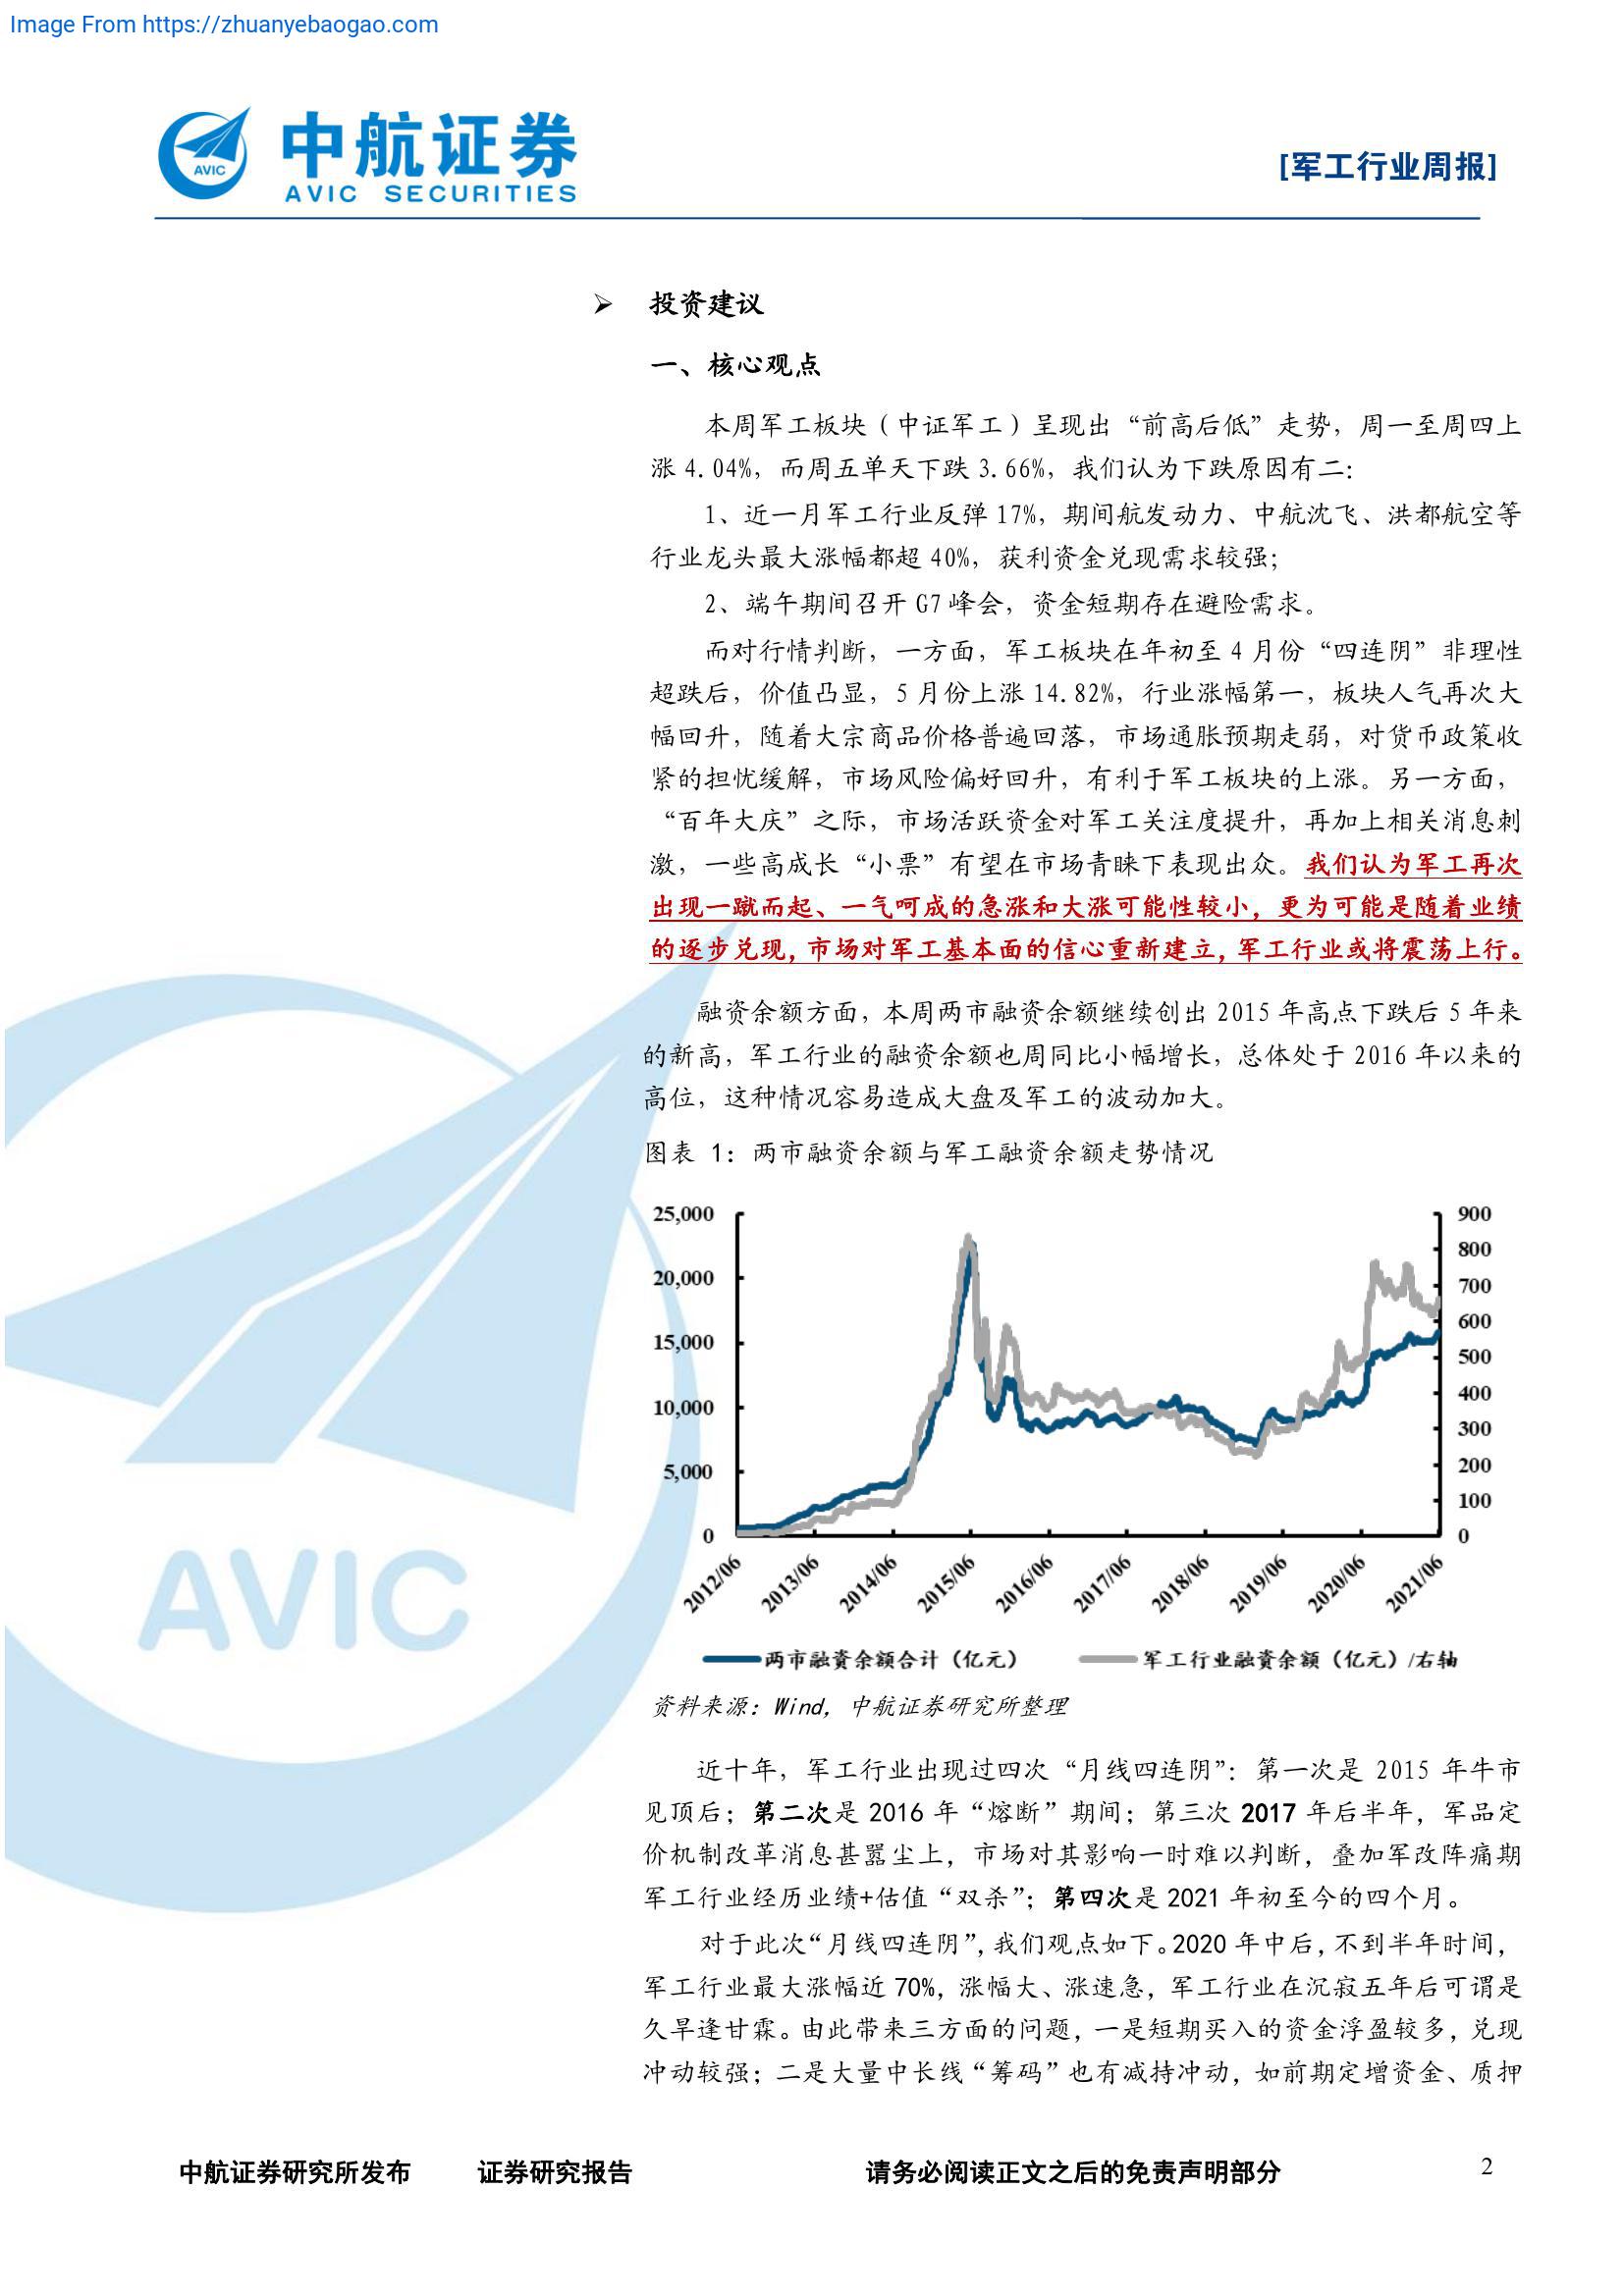 Image From https://zhuanyebaogao.com
AVIC
中航证券
AVIC SECURITIES
[军工行业周报]
➢ 投资建议
一、核心观点
本周军工板块（中证军工）呈现出“前高后低”走势，周一至周四上
涨 4.04%，而周五单天下跌 3.66%，我们认为下跌原因有二：
1、近一月军工行业反弹 17%，期间航发动力、中航沈飞、洪都航空等
行业龙头最大涨幅都超 40%，获利资金兑现需求较强；
2、端午期间召开 G7 峰会，资金短期存在避险需求。
而对行情判断，一方面，军工板块在年初至 4 月份“四连阴”非理性
超跌后，价值凸显，5 月份上涨 14.82%，行业涨幅第一，板块人气再次大
幅回升，随着大宗商品价格普遍回落，市场通胀预期走弱，对货币政策收
紧的担忧缓解，市场风险偏好回升，有利于军工板块的上涨。另一方面，
“百年大庆”之际，市场活跃资金对军工关注度提升，再加上相关消息刺
激，一些高成长“小票”有望在市场青睐下表现出众。我们认为军工再次
出现一蹴而起、一气呵成的急涨和大涨可能性较小，更为可能是随着业绩
的逐步兑现，市场对军工基本面的信心重新建立，军工行业或将震荡上行。
融资余额方面，本周两市融资余额继续创出 2015 年高点下跌后 5 年来
的新高，军工行业的融资余额也周同比小幅增长，总体处于 2016 年以来的
高位，这种情况容易造成大盘及军工的波动加大。
图表 1：两市融资余额与军工融资余额走势情况
25,000
20,000
15,000
10,000
5,000
0
900
800
700
600
500
400
300
200
100
0
2012/06
2013/06
2014/06
2015/06
2016/06
2017/06
2018/06
2019/06
2020/06
2021/06
两市融资余额合计（亿元）
军工行业融资余额（亿元）/右轴
资料来源：Wind，中航证券研究所整理
AVIC
近十年，军工行业出现过四次“月线四连阴”：第一次是 2015 年牛市
见顶后；第二次是 2016 年“熔断”期间；第三次 2017 年后半年，军品定
价机制改革消息甚嚣尘上，市场对其影响一时难以判断，叠加军改阵痛期
军工行业经历业绩+估值“双杀”；第四次是 2021 年初至今的四个月。
对于此次“月线四连阴”，我们观点如下。2020 年中后，不到半年时间，
军工行业最大涨幅近 70%，涨幅大、涨速急，军工行业在沉寂五年后可谓是
久旱逢甘霖。由此带来三方面的问题，一是短期买入的资金浮盈较多，兑现
冲动较强；二是大量中长线“筹码”也有减持冲动，如前期定增资金、质押
中航证券研究所发布 证券研究报告 请务必阅读正文之后的免责声明部分 2